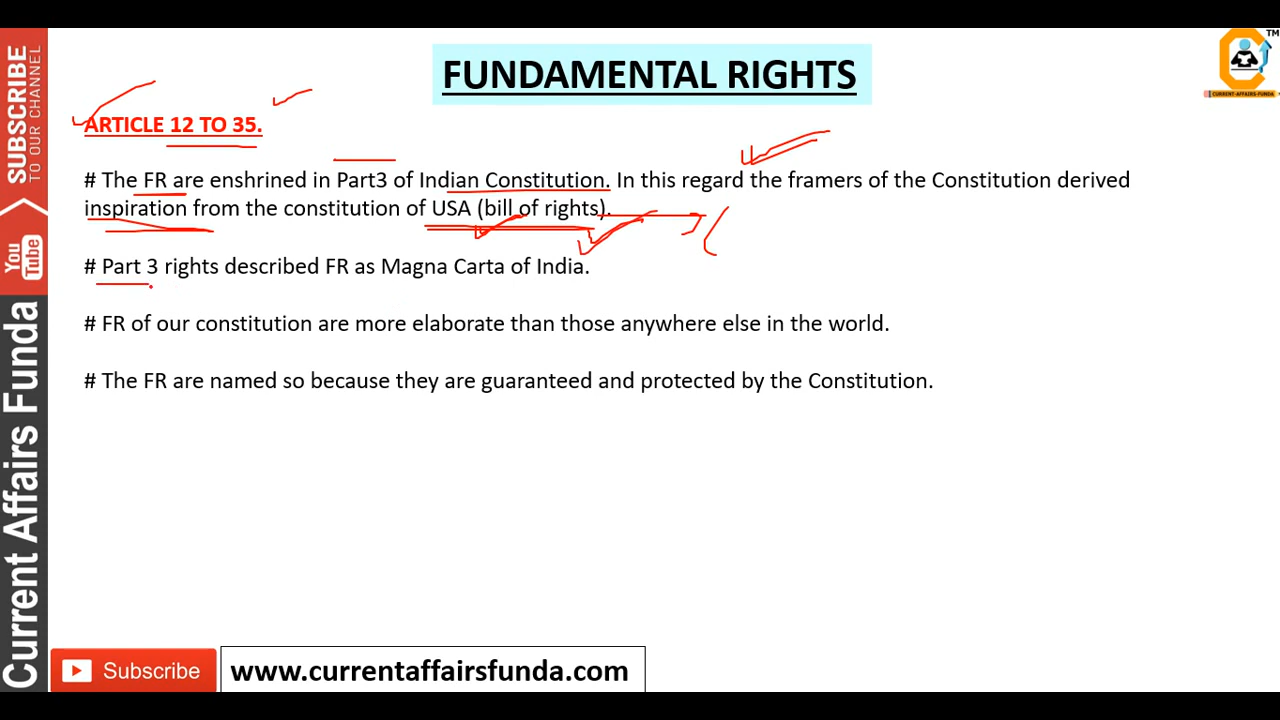 FUNDAMENTAL RIGHTS
TM
CURRENT-AFFAIRS-FUNDA
ARTICLE 12 TO 35.
# The FR are enshrined in Part3 of Indian Constitution. In this regard the framers of the Constitution derived
inspiration from the constitution of USA (bill of rights).
# Part 3 rights described FR as Magna Carta of India.
# FR of our constitution are more elaborate than those anywhere else in the world.
# The FR are named so because they are guaranteed and protected by the Constitution.
SUBSCRIBE
TO OUR CHANNEL
You
Tube
Current Affairs Funda
Subscribe
www.currentaffairsfunda.com